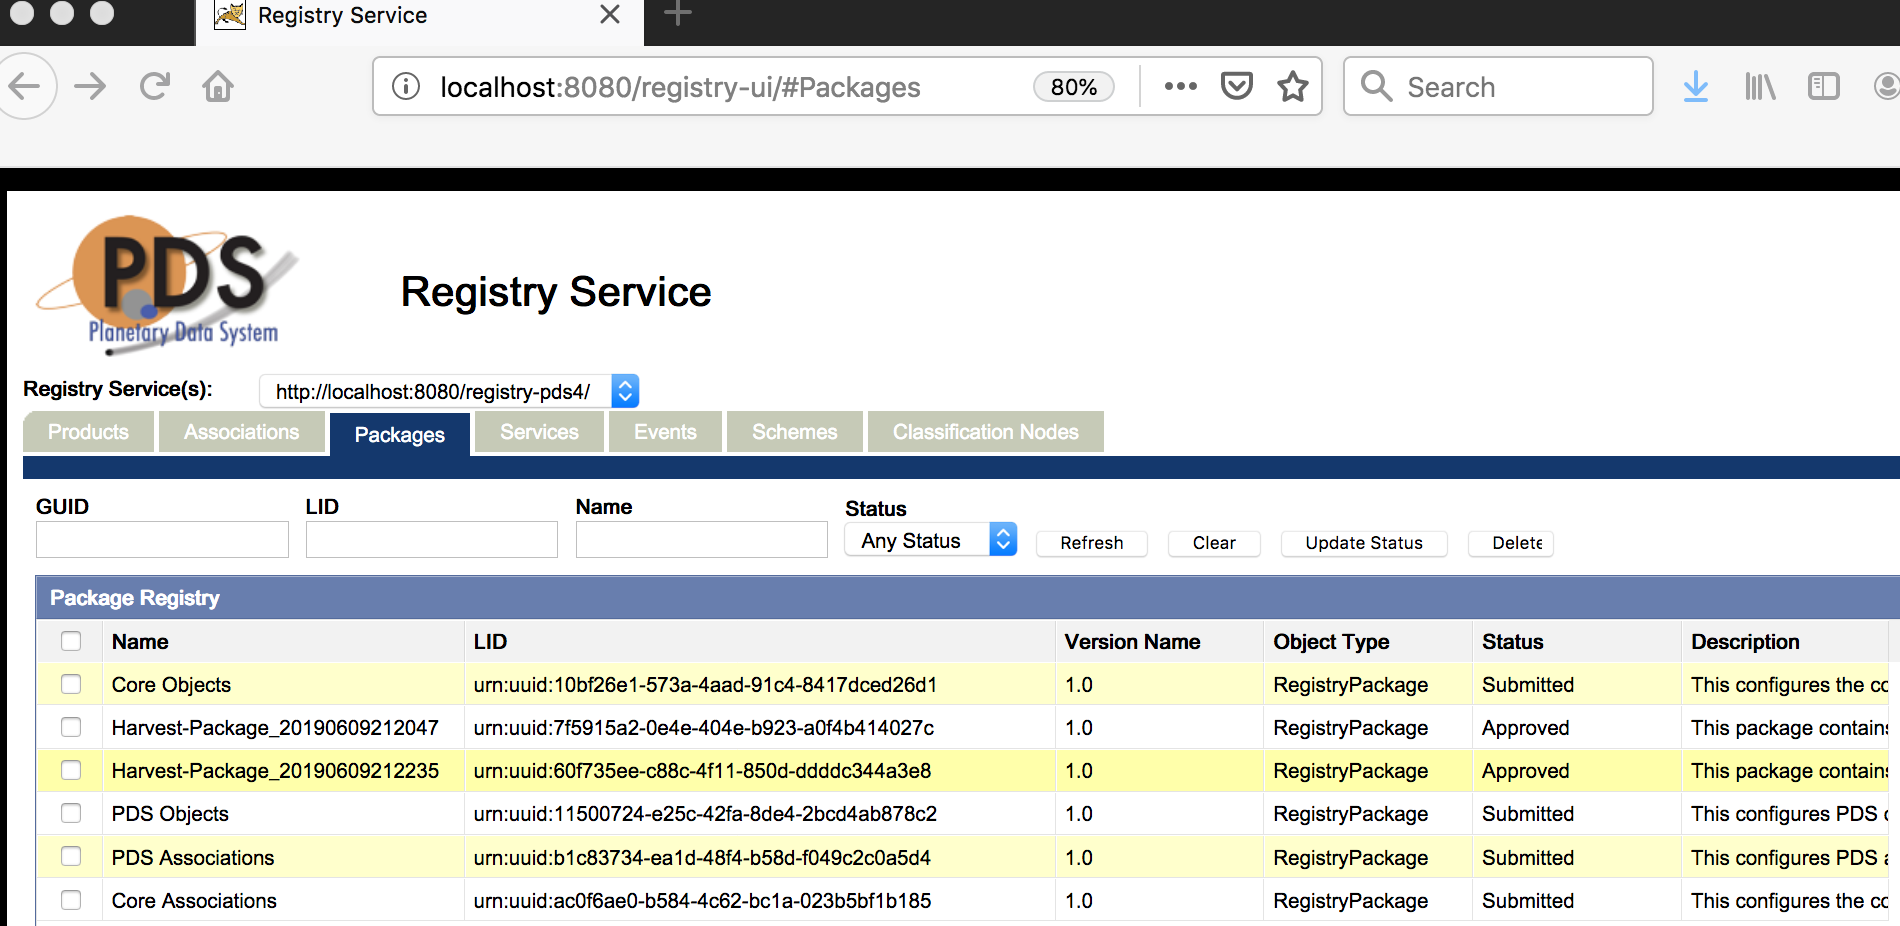 Registry Service
localhost:8080/registry-ui/#Packages 80% Search
PDS
Planetary Data System
Registry Service
Registry Service(s): http://localhost:8080/registry-pds4/
Products Associations Packages Services Events Schemes Classification Nodes
GUID LID Name Status
Any Status Refresh Clear Update Status Delete
Package Registry
Name LID Version Name Object Type Status Description
Core Objects urn:uuid:10bf26e1-573a-4aad-91c4-8417dced26d1 1.0 RegistryPackage Submitted This configures the co
Harvest-Package_20190609212047 urn:uuid:7f5915a2-0e4e-404e-b923-a0f4b414027c 1.0 RegistryPackage Approved This package contains
Harvest-Package_20190609212235 urn:uuid:60f735ee-c88c-4f11-850d-ddddc344a3e8 1.0 RegistryPackage Approved This package contains
PDS Objects urn:uuid:11500724-e25c-42fa-8de4-2bcd4ab878c2 1.0 RegistryPackage Submitted This configures PDS
PDS Associations urn:uuid:b1c83734-ea1d-48f4-b58d-f049c2c0a5d4 1.0 RegistryPackage Submitted This configures PDS a
Core Associations urn:uuid:ac0f6ae0-b584-4c62-bc1a-023b5bf1b185 1.0 RegistryPackage Submitted This configures the co